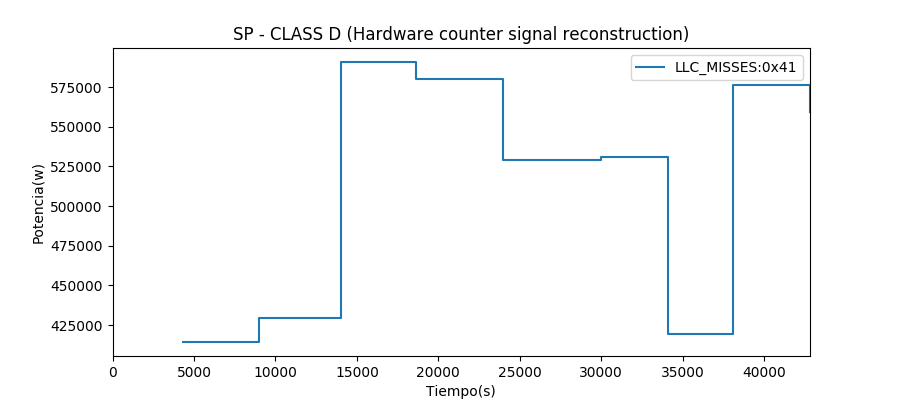 SP - CLASS D (Hardware counter signal reconstruction)
LLC_MISSES:0x41
575000
550000
525000
500000
475000
450000
425000
Potencia(w)
0 5000 10000 15000 20000 25000 30000 35000 40000
Tiempo(s)